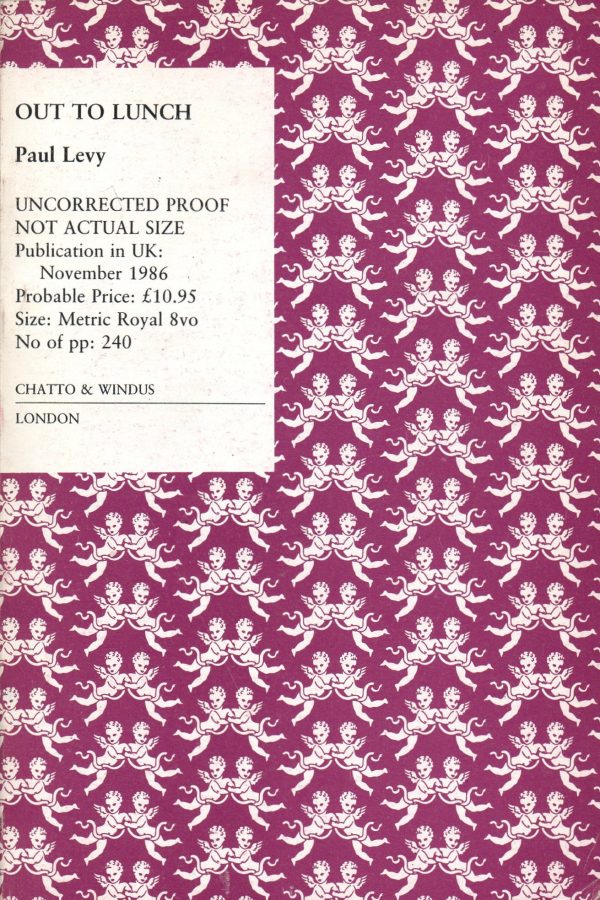 OUT TO LUNCH
Paul Levy
UNCORRECTED PROOF
NOT ACTUAL SIZE
Publication in UK:
November 1986
Probable Price: £10.95
Size: Metric Royal 8vo
No of pp: 240
CHATTO & WINDUS
LONDON